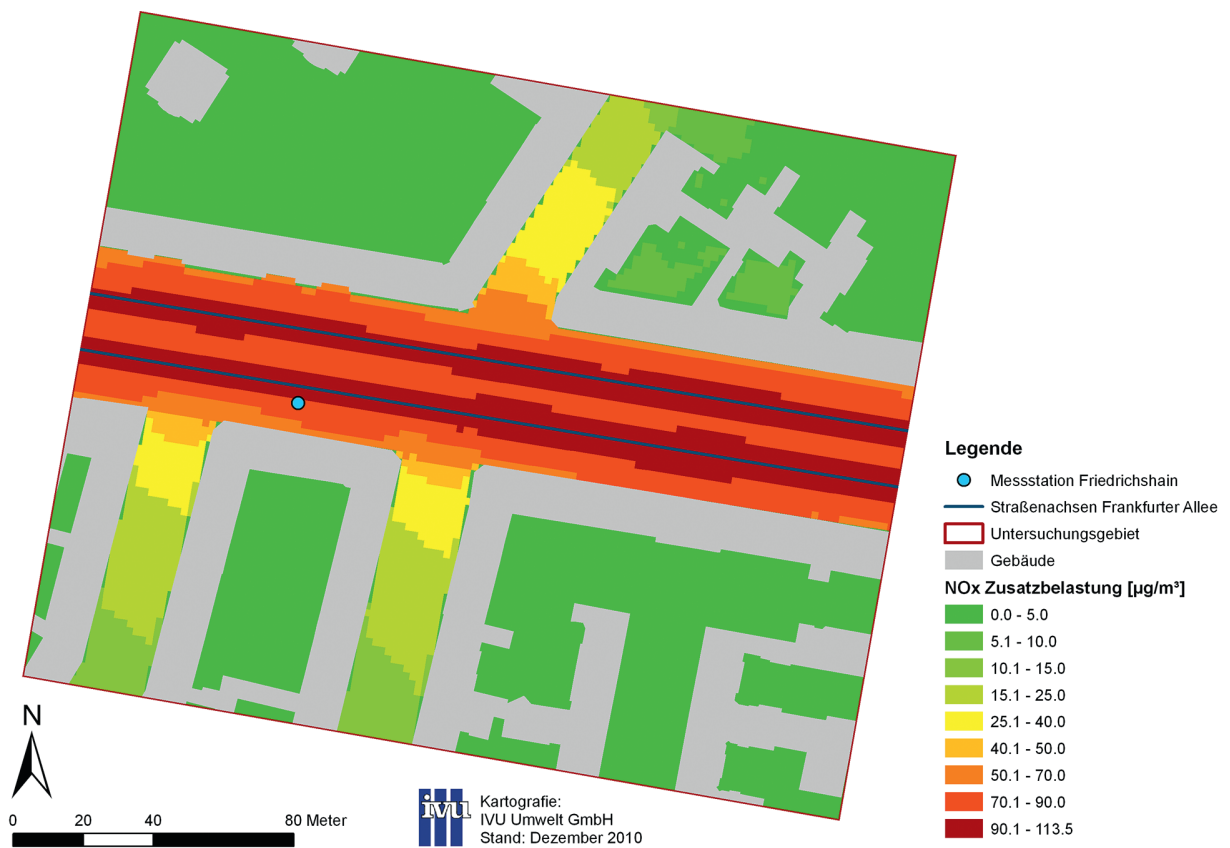 Legende
Messstation Friedrichshain
Straßenachsen Frankfurter Allee
Untersuchungsgebiet
Gebäude
NOx Zusatzbelastung [µg/m³]
0.0 - 5.0
5.1 - 10.0
10.1 - 15.0
15.1 - 25.0
25.1 - 40.0
40.1 - 50.0
50.1 - 70.0
70.1 - 90.0
90.1 - 113.5
N
0 20 40 80 Meter
ivu
Kartografie:
IVU Umwelt GmbH
Stand: Dezember 2010